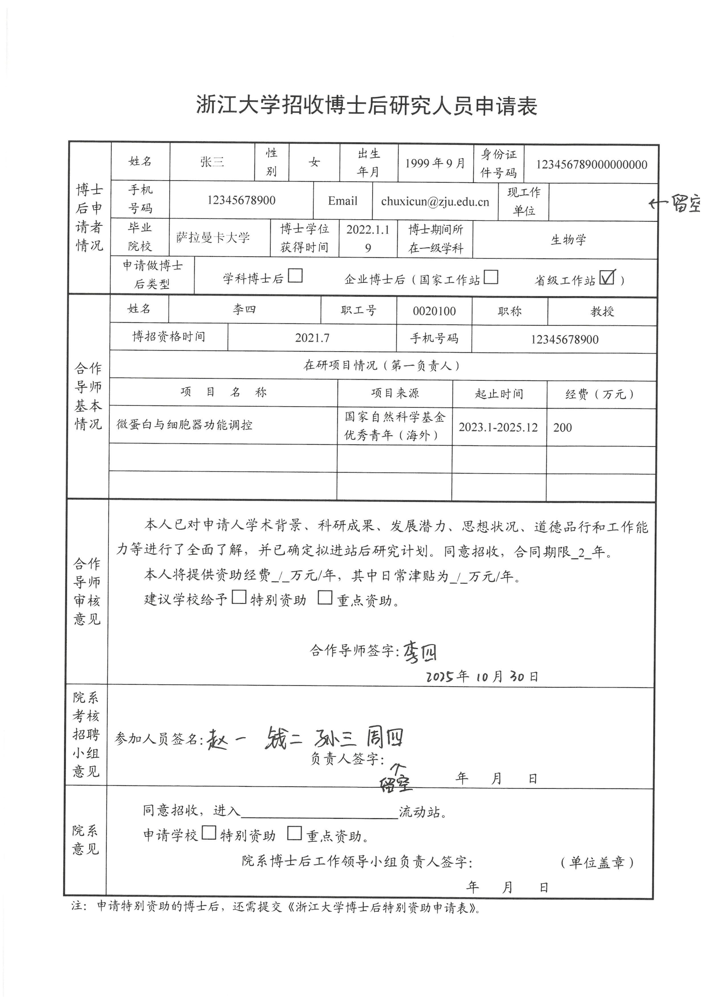 浙江大学招收博士后研究人员申请表
博士后申请者情况
姓名 张三 性别 女 出生年月 1999年9月 身份证件号码 123456789000000000
手机号码 12345678900 Email chuxicun@zju.edu.cn 现工作单位 ←留空
毕业院校 萨拉曼卡大学 博士学位获得时间 2022.1.19 博士期间所在一级学科 生物学
申请做博士后类型 学科博士后□ 企业博士后（国家工作站□ 省级工作站☑）
合作导师基本情况
姓名 李四 职工号 0020100 职称 教授
博招资格时间 2021.7 手机号码 12345678900
在研项目情况（第一负责人）
项 目 名 称 项目来源 起止时间 经费（万元）
微蛋白与细胞器功能调控 国家自然科学基金优秀青年（海外） 2023.1-2025.12 200
合作导师审核意见
本人已对申请人学术背景、科研成果、发展潜力、思想状况、道德品行和工作能
力等进行了全面了解，并已确定拟进站后研究计划。同意招收，合同期限_2_年。
本人将提供资助经费_/_万元/年，其中日常津贴为_/_万元/年。
建议学校给予□特别资助 □重点资助。
合作导师签字：李四
2025年10月30日
院系考核招聘小组意见
参加人员签名：赵一 钱二 孙三 周四
负责人签字：
↑
留空 年 月 日
院系意见
同意招收，进入____________流动站。
申请学校□特别资助 □重点资助。
院系博士后工作领导小组负责人签字： （单位盖章）
年 月 日
注：申请特别资助的博士后，还需提交《浙江大学博士后特别资助申请表》。